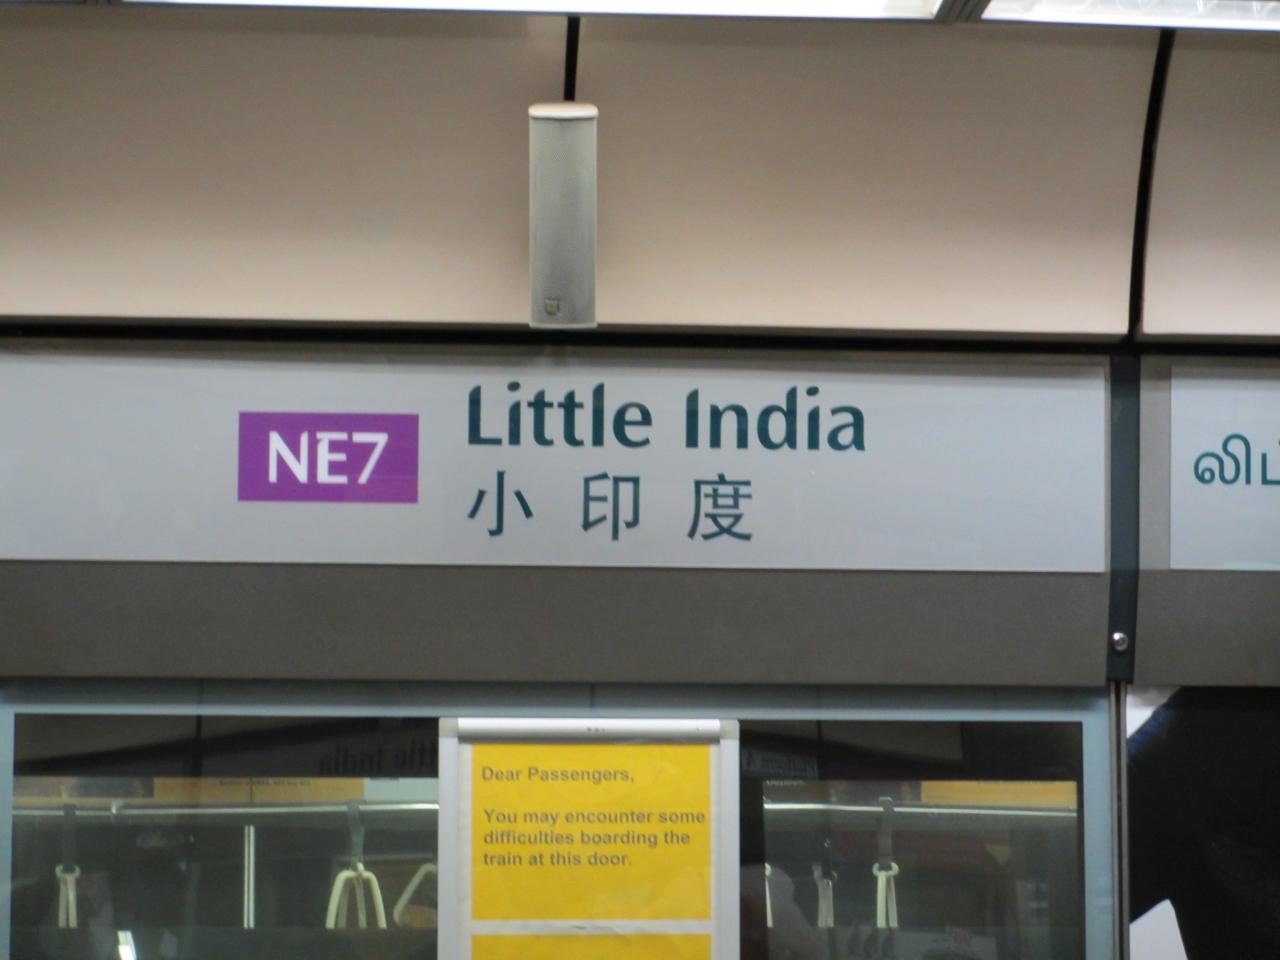 NE7
Little India
小印度
லிட்
Dear Passengers,
You may encounter some
difficulties boarding the
train at this door.